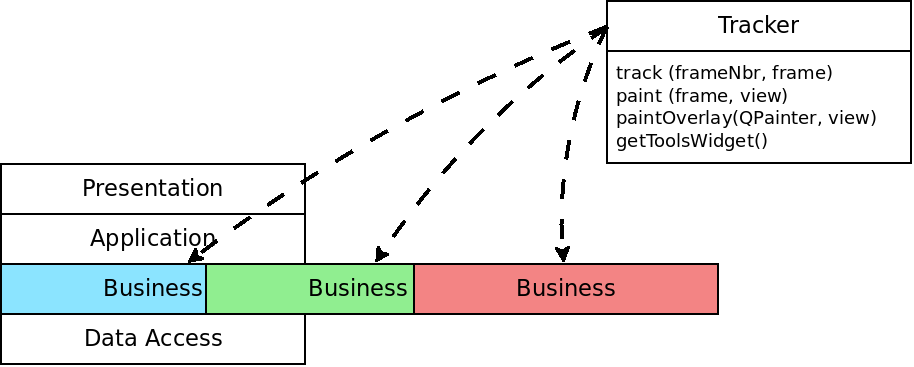 Tracker
track (frameNbr, frame)
paint (frame, view)
paintOverlay(QPainter, view)
getToolsWidget()
Presentation
Application
Business Business Business
Data Access